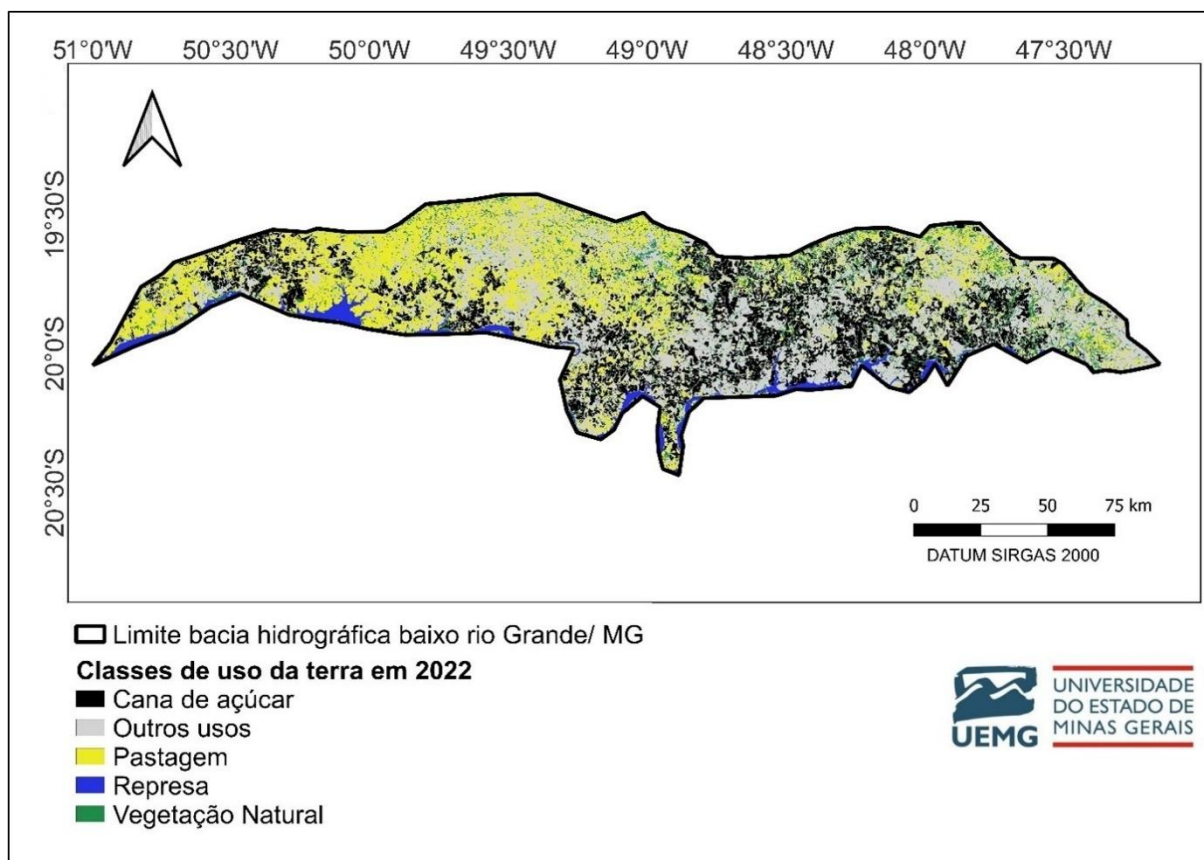 51°0'W 50°30'W 50°0'W 49°30'W 49°0'W 48°30'W 48°0'W 47°30'W
19°30'S
20°0'S
20°30'S
0 25 50 75 km
DATUM SIRGAS 2000
Limite bacia hidrográfica baixo rio Grande/ MG
Classes de uso da terra em 2022
Cana de açúcar
Outros usos
Pastagem
Represa
Vegetação Natural
UEMG
UNIVERSIDADE
DO ESTADO DE
MINAS GERAIS